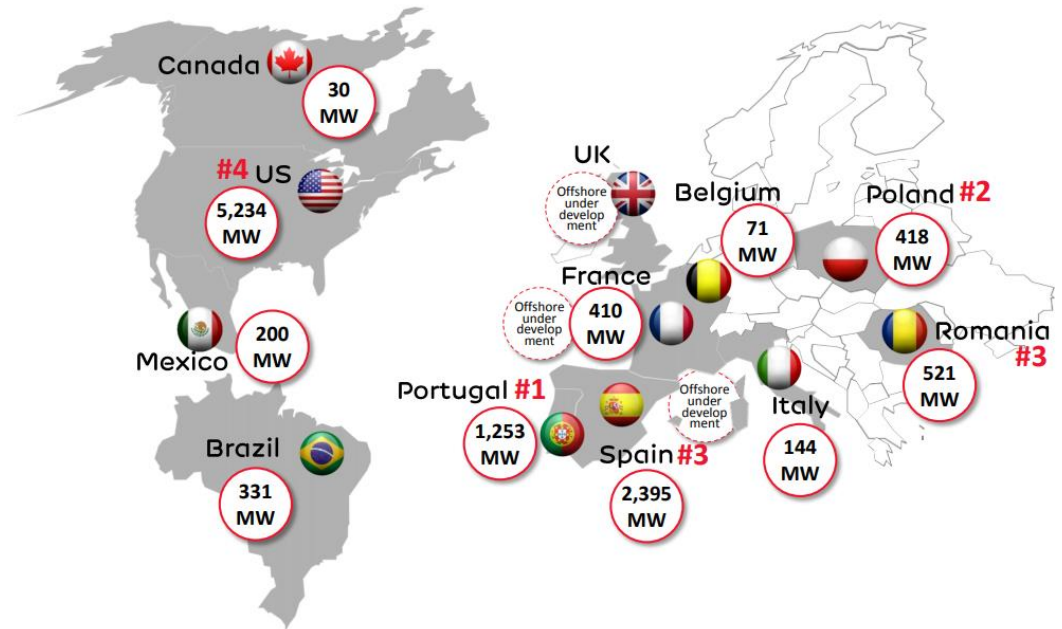 Canada
30
MW
#4 US
5,234
MW
200
MW
Mexico
Brazil
331
MW
UK
Offshore
under
develop
ment
Belgium
71
MW
Poland #2
418
MW
France
410
MW
Offshore
under
develop
ment
Romania
#3
521
MW
Portugal #1
1,253
MW
Spain #3
2,395
MW
Offshore
under
develop
ment
Italy
144
MW